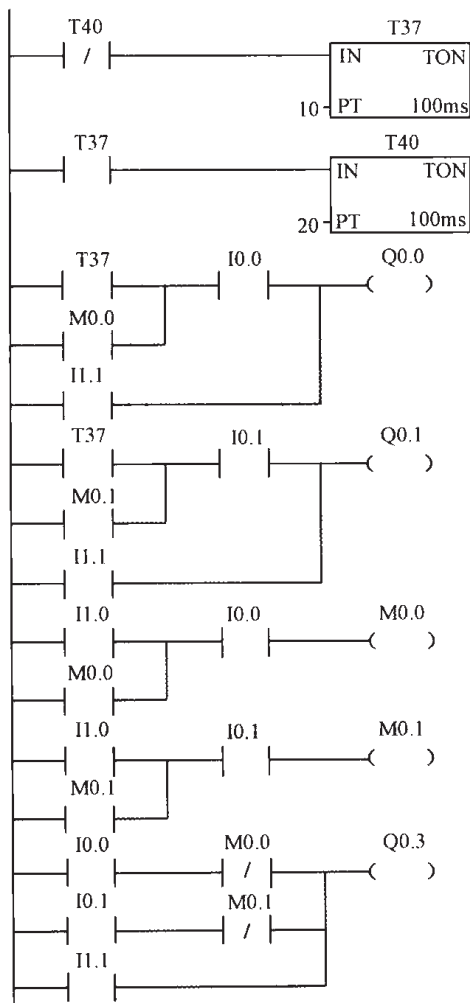 T40 T37
IN TON
10 PT 100ms
T37 T40
IN TON
20 PT 100ms
T37 I0.0 Q0.0
M0.0
I1.1
T37 I0.1 Q0.1
M0.1
I1.1
I1.0 I0.0 M0.0
M0.0
I1.0 I0.1 M0.1
M0.1
I0.0 M0.0 Q0.3
I0.1 M0.1
I1.1